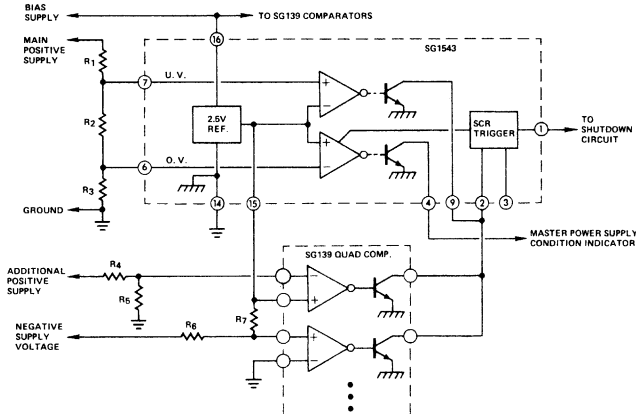 BIAS
SUPPLY
TO SG139 COMPARATORS
MAIN
POSITIVE
SUPPLY
16
SG1543
R1
7
U.V.
+
−
2.5V
REF.
SCR
TRIGGER
1
TO
SHUTDOWN
CIRCUIT
R2
+
−
6
O.V.
R3
GROUND
14
15
4
9
2
3
MASTER POWER SUPPLY
CONDITION INDICATOR
SG139 QUAD COMP.
ADDITIONAL
POSITIVE
SUPPLY
R4
R5
−
+
R7
NEGATIVE
SUPPLY
VOLTAGE
R6
+
−